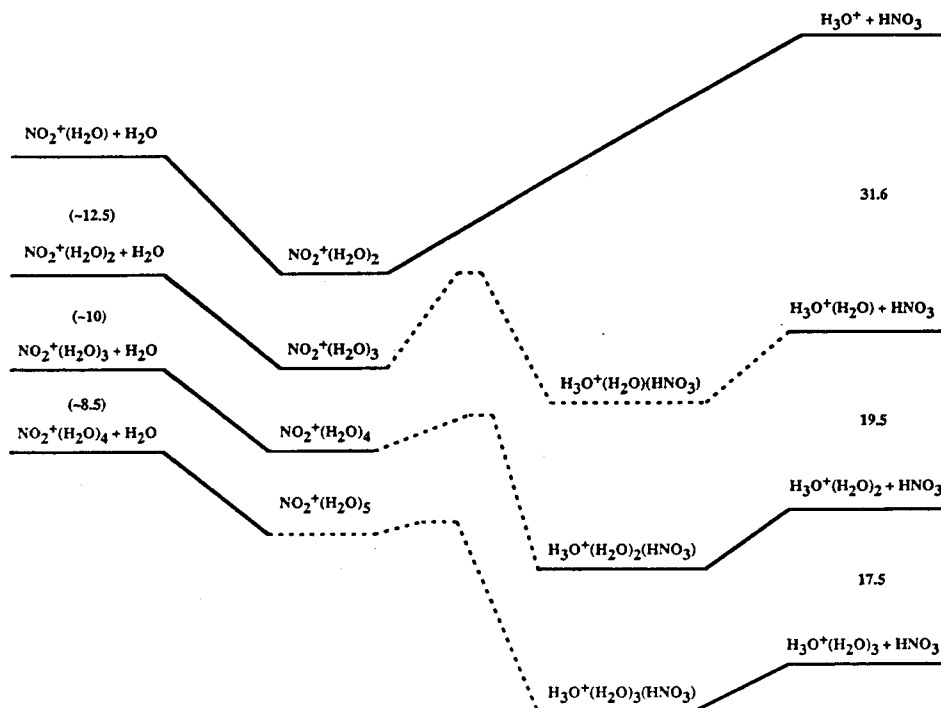 H₃O⁺ + HNO₃
NO₂⁺(H₂O) + H₂O
31.6
(~12.5)
NO₂⁺(H₂O)₂ + H₂O
NO₂⁺(H₂O)₂
H₃O⁺(H₂O) + HNO₃
(~10)
NO₂⁺(H₂O)₃ + H₂O
NO₂⁺(H₂O)₃
H₃O⁺(H₂O)(HNO₃)
(~8.5)
19.5
NO₂⁺(H₂O)₄ + H₂O
NO₂⁺(H₂O)₄
H₃O⁺(H₂O)₂ + HNO₃
NO₂⁺(H₂O)₅
H₃O⁺(H₂O)₂(HNO₃)
17.5
H₃O⁺(H₂O)₃ + HNO₃
H₃O⁺(H₂O)₃(HNO₃)